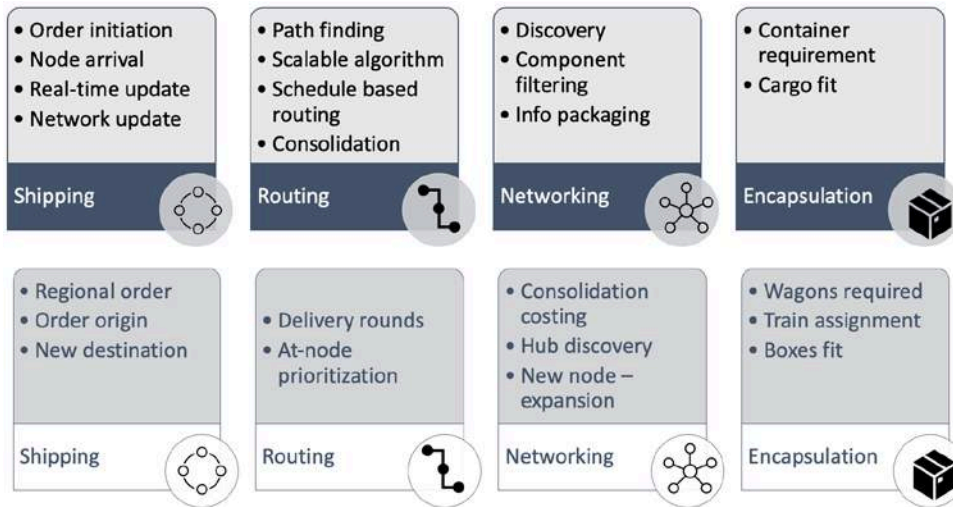 • Order initiation
• Node arrival
• Real-time update
• Network update
Shipping
• Path finding
• Scalable algorithm
• Schedule based
routing
• Consolidation
Routing
• Discovery
• Component
filtering
• Info packaging
Networking
• Container
requirement
• Cargo fit
Encapsulation
• Regional order
• Order origin
• New destination
Shipping
• Delivery rounds
• At-node
prioritization
Routing
• Consolidation
costing
• Hub discovery
• New node –
expansion
Networking
• Wagons required
• Train assignment
• Boxes fit
Encapsulation